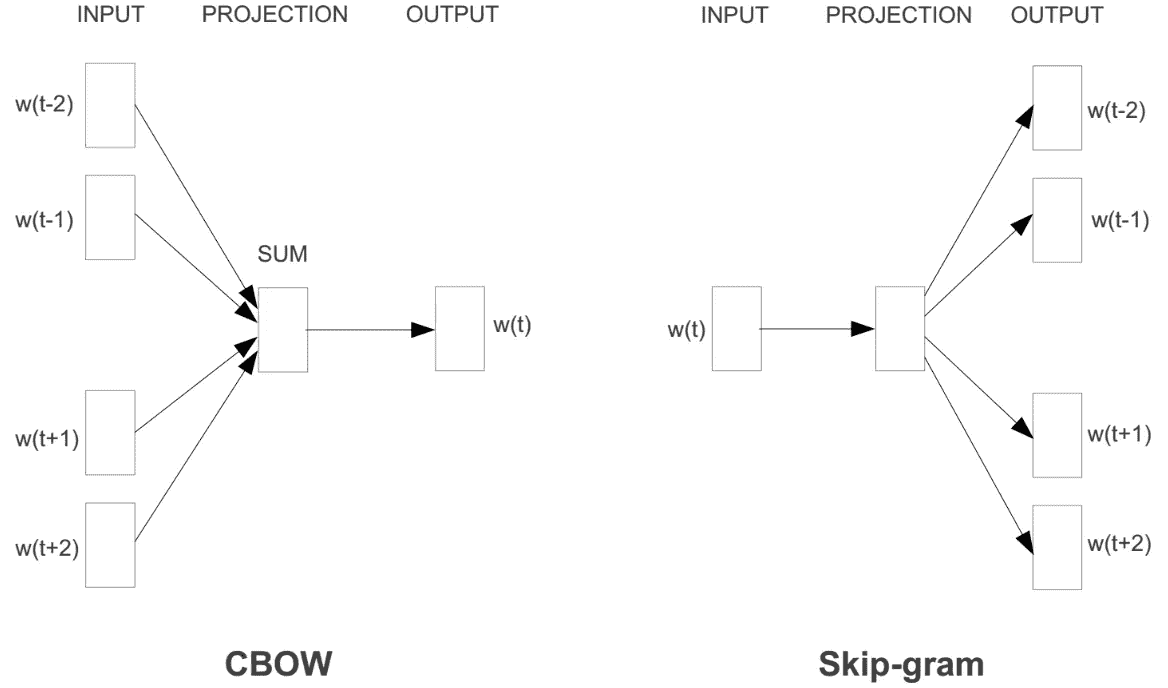 INPUT PROJECTION OUTPUT
w(t-2)
w(t-1)
SUM
w(t)
w(t+1)
w(t+2)
CBOW
INPUT PROJECTION OUTPUT
w(t-2)
w(t-1)
w(t)
w(t+1)
w(t+2)
Skip-gram